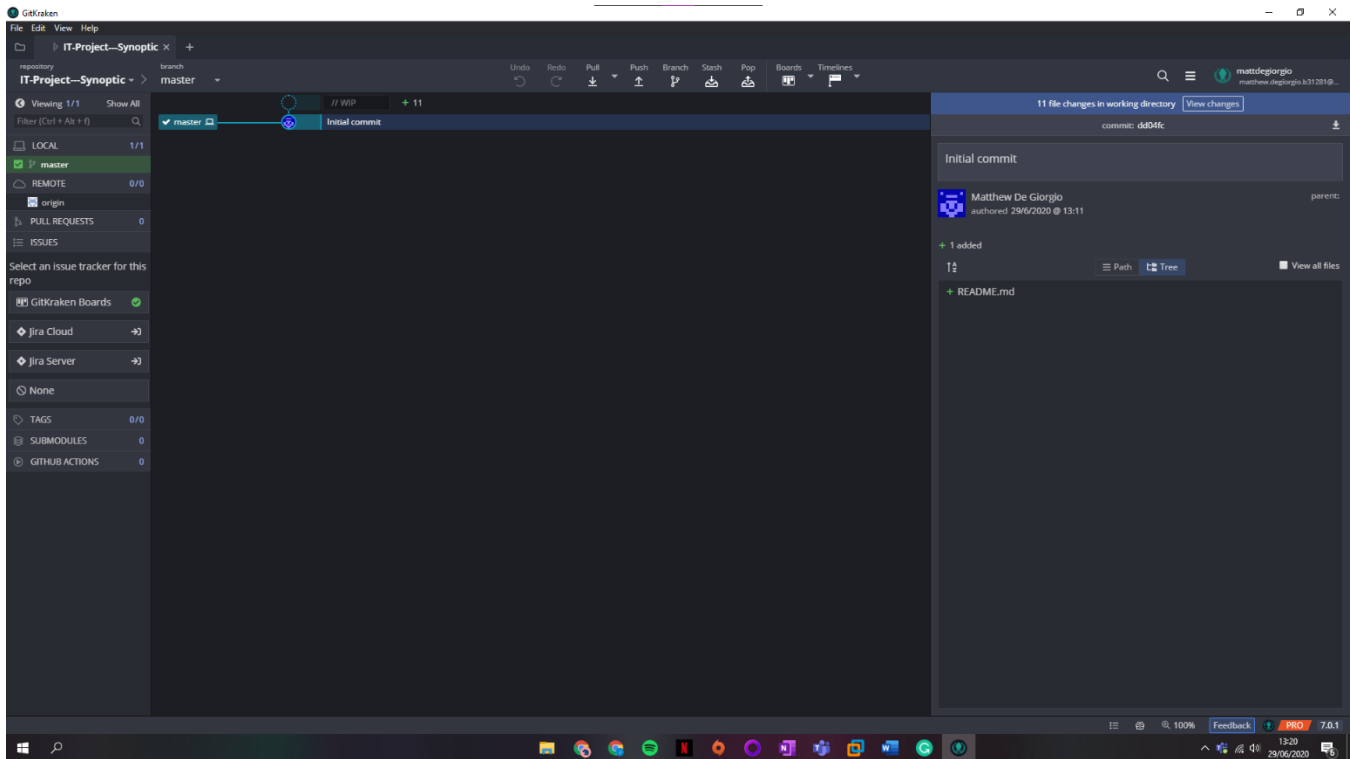 GitKraken
File Edit View Help
IT-Project---Synoptic
repository
IT-Project---Synoptic
branch
master
Undo Redo Pull Push Branch Stash Pop Boards Timelines
mattdegiorgio
matthew.degiorgio.b31281@...
Viewing 1/1 Show All
Filter (Ctrl + Alt + f)
LOCAL 1/1
master
REMOTE 0/0
origin
PULL REQUESTS 0
ISSUES
Select an issue tracker for this
repo
GitKraken Boards
Jira Cloud
Jira Server
None
TAGS 0/0
SUBMODULES 0
GITHUB ACTIONS 0
// WIP + 11
master Initial commit
11 file changes in working directory View changes
commit: dd04fc
Initial commit
Matthew De Giorgio
authored 29/6/2020 @ 13:11
parent:
+ 1 added
Path Tree View all files
+ README.md
100% Feedback PRO 7.0.1
13:20
29/06/2020